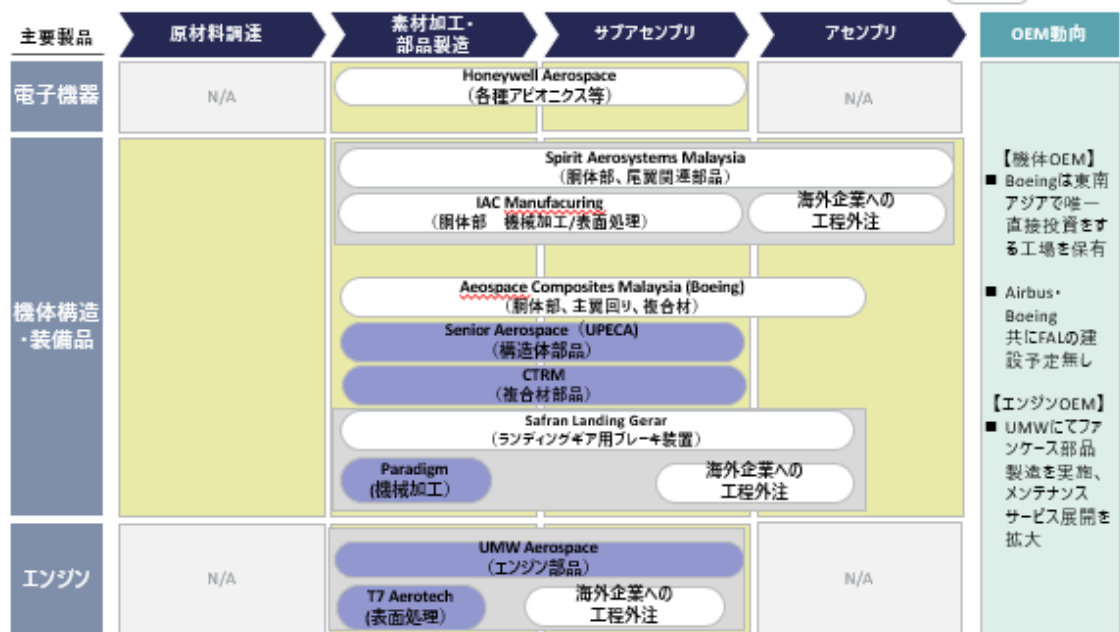 主要製品
原材料調達
素材加工・
部品製造
サブアセンブリ
アセンブリ
OEM動向
電子機器
N/A
Honeywell Aerospace
（各種アビオニクス等）
N/A
機体構造
・装備品
Spirit Aerosystems Malaysia
（胴体部、尾翼関連部品）
IAC Manufacuring
（胴体部　機械加工/表面処理）
海外企業への
工程外注
Aeospace Composites Malaysia (Boeing)
（胴体部、主翼回り、複合材）
Senior Aerospace（UPECA)
（構造体部品）
CTRM
（複合材部品）
Safran Landing Gerar
（ランディングギア用ブレーキ装置）
Paradigm
(機械加工）
海外企業への
工程外注
エンジン
N/A
UMW Aerospace
（エンジン部品）
T7 Aerotech
（表面処理）
海外企業への
工程外注
N/A
【機体OEM】
■ Boeingは東南
アジアで唯一
直接投資をす
る工場を保有
■ Airbus・
Boeing
共にFALの建
設予定無し
【エンジンOEM】
■ UMWにてファ
ンケース部品
製造を実施、
メンテナンス
サービス展開を
拡大